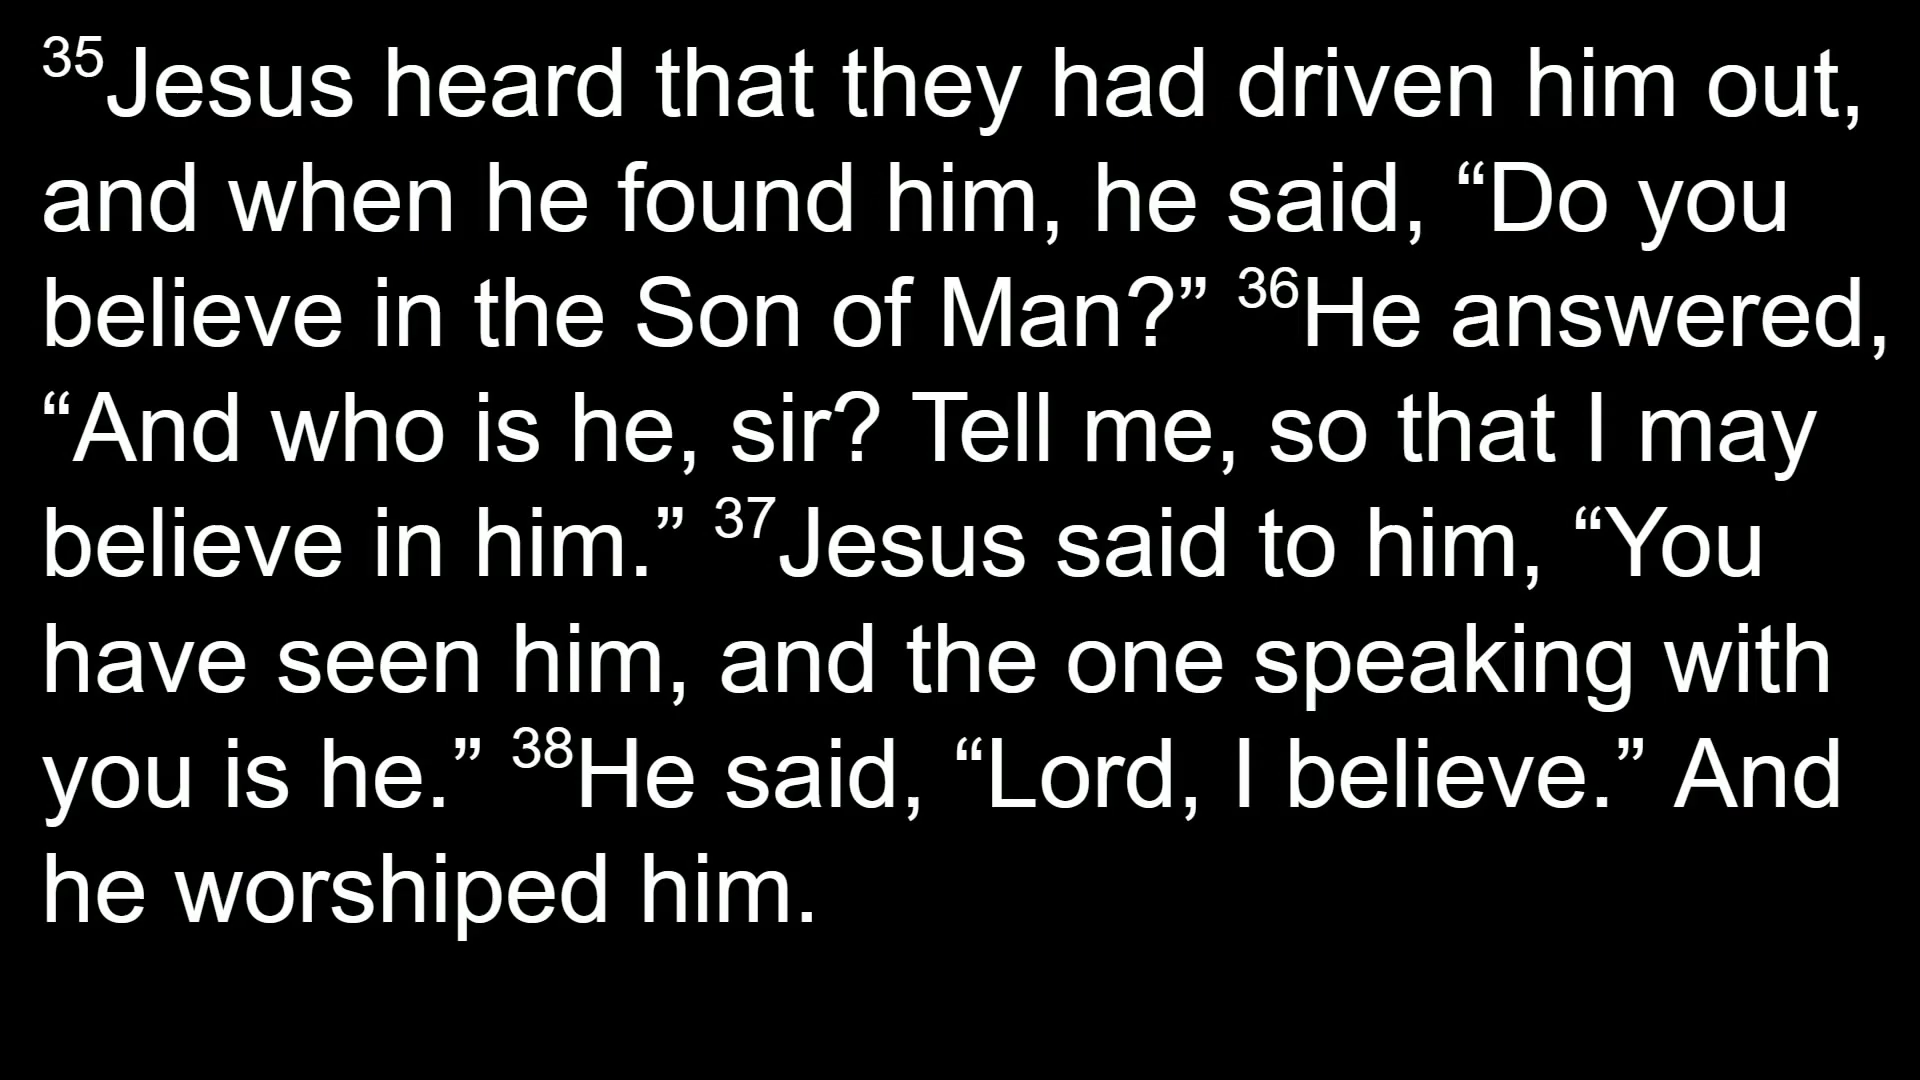 35Jesus heard that they had driven him out,
and when he found him, he said, “Do you
believe in the Son of Man?” 36He answered,
“And who is he, sir? Tell me, so that I may
believe in him.” 37Jesus said to him, “You
have seen him, and the one speaking with
you is he.” 38He said, “Lord, I believe.” And
he worshiped him.